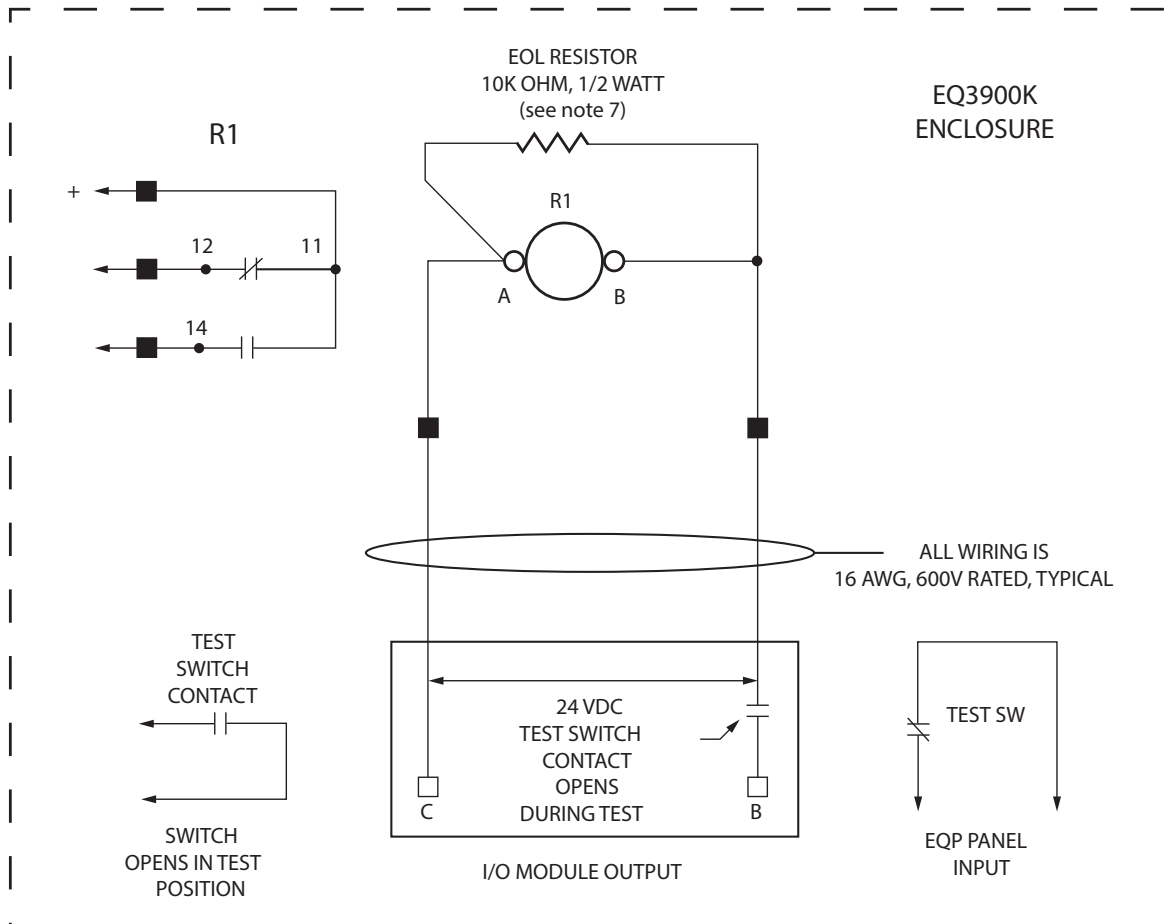 EOL RESISTOR
10K OHM, 1/2 WATT
(see note 7)
EQ3900K
ENCLOSURE
R1
+
12
11
14
R1
A
B
ALL WIRING IS
16 AWG, 600V RATED, TYPICAL
TEST
SWITCH
CONTACT
SWITCH
OPENS IN TEST
POSITION
24 VDC
TEST SWITCH
CONTACT
OPENS
DURING TEST
C
B
I/O MODULE OUTPUT
TEST SW
EQP PANEL
INPUT